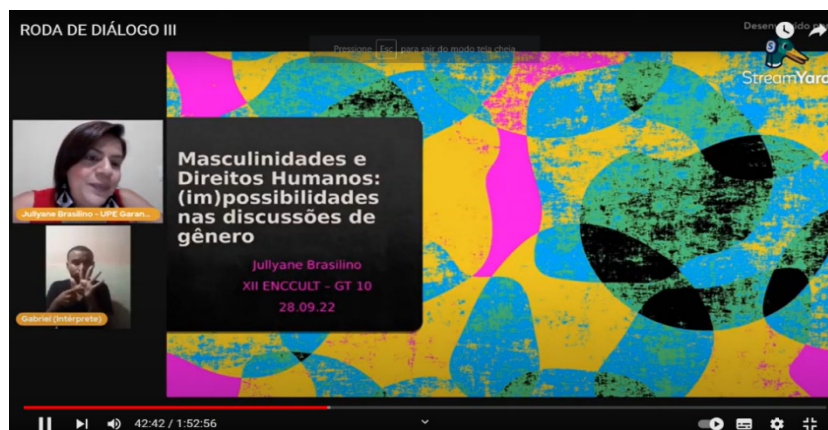 RODA DE DIÁLOGO III
Pressione Esc para sair do modo tela cheia
StreamYard
Masculinidades e
Direitos Humanos:
(im)possibilidades
nas discussões de
gênero
Jullyane Brasilino
XII ENCCULT – GT 10
28.09.22
Jullyane Brasilino - UPE Garan...
Gabriel (Intérprete)
42:42 / 1:52:56